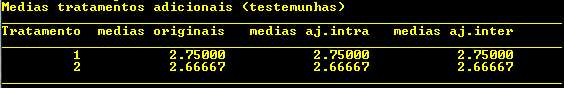 Medias tratamentos adicionais (testemunhas)
Tratamento medias originais medias aj.intra medias aj.inter
1 2.75000 2.75000 2.75000
2 2.66667 2.66667 2.66667